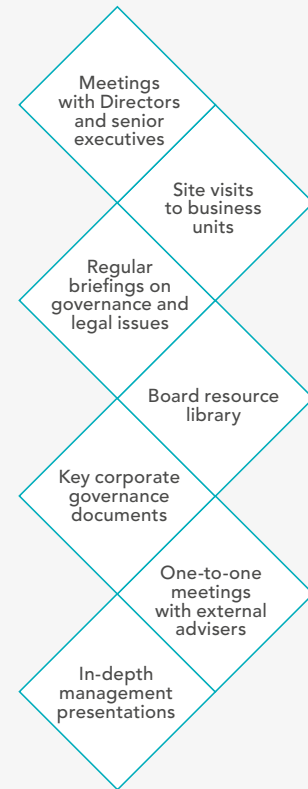 Meetings
with Directors
and senior
executives
Site visits
to business
units
Regular
briefings on
governance and
legal issues
Board resource
library
Key corporate
governance
documents
One-to-one
meetings
with external
advisers
In-depth
management
presentations